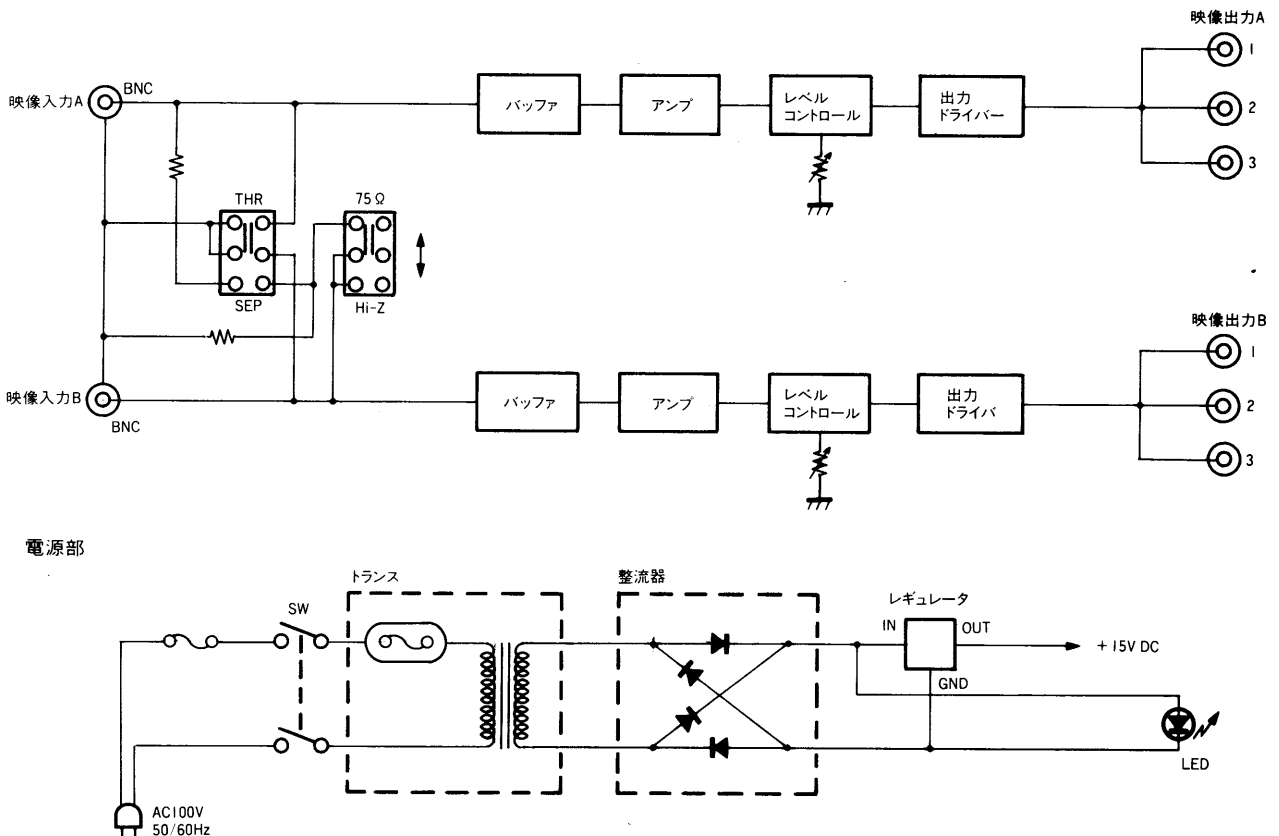 映像出力A
1
映像入力A
BNC
バッファ
アンプ
レベル
コントロール
出力
ドライバー
2
3
THR
75Ω
SEP
Hi-Z
映像出力B
1
映像入力B
BNC
バッファ
アンプ
レベル
コントロール
出力
ドライバ
2
3
電源部
トランス
整流器
レギュレータ
SW
IN
OUT
+15V DC
GND
LED
AC100V
50/60Hz